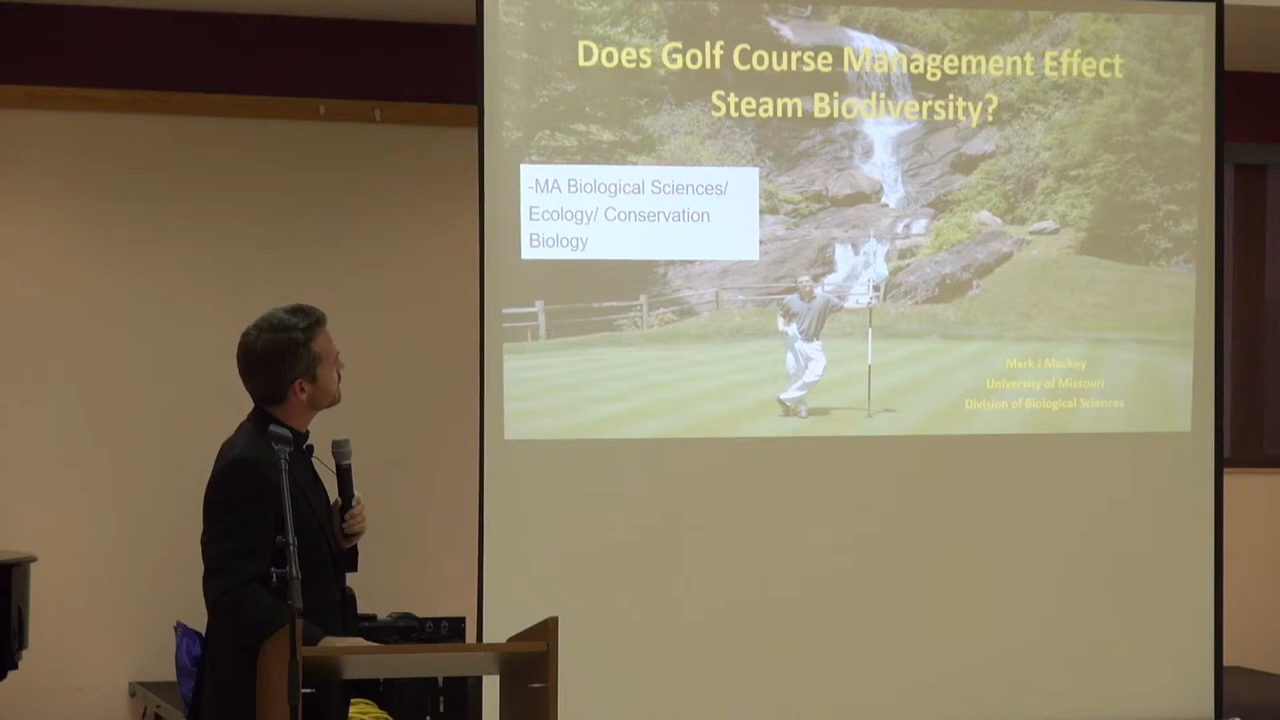 Does Golf Course Management Effect
Steam Biodiversity?
-MA Biological Sciences/
Ecology/ Conservation
Biology
Mark J Mackey
University of Missouri
Division of Biological Sciences